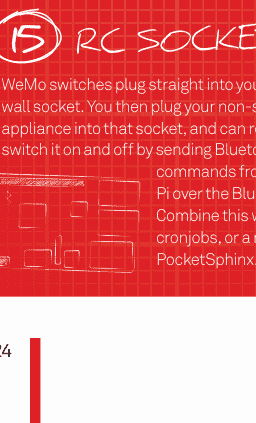 15 RC SOCKE
WeMo switches plug straight into you
wall socket. You then plug your non-s
appliance into that socket, and can re
switch it on and off by sending Blueto
commands fro
Pi over the Blu
Combine this w
cronjobs, or a
PocketSphinx.
24